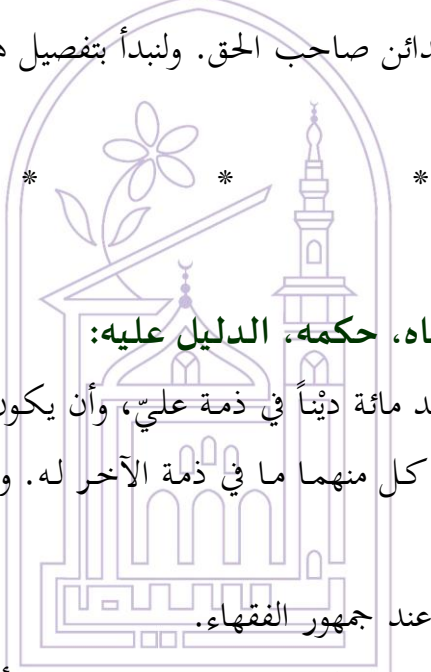 دائن صاحب الحق. ولنبدأ بتفصيل
* * *
حكمه، الدليل عليه:
مائة ديْناً في ذمة عليّ، وأن يكون
كل منهما ما في ذمة الآخر له.
عند جمهور الفقهاء.